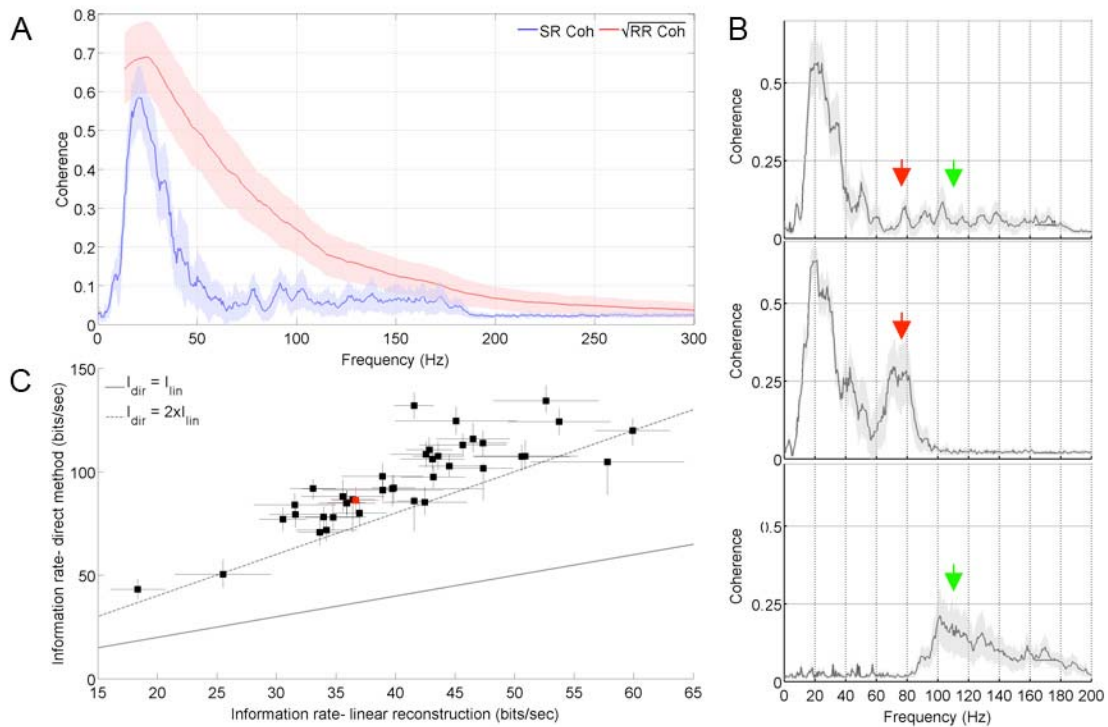 A
0.8
0.7
0.6
0.5
0.4
0.3
0.2
0.1
0
SR Coh √RR Coh
Coherence
0 50 100 150 200 250 300
Frequency (Hz)
B
0.5
0.25
0
Coherence
0.5
0.25
0
Coherence
0.5
0.25
0
Coherence
0 20 40 60 80 100 120 140 160 180 200
Frequency (Hz)
C
150
100
50
0
I_dir = I_lin
I_dir = 2xI_lin
Information rate- direct method (bits/sec)
15 20 25 30 35 40 45 50 55 60 65
Information rate- linear reconstruction (bits/sec)